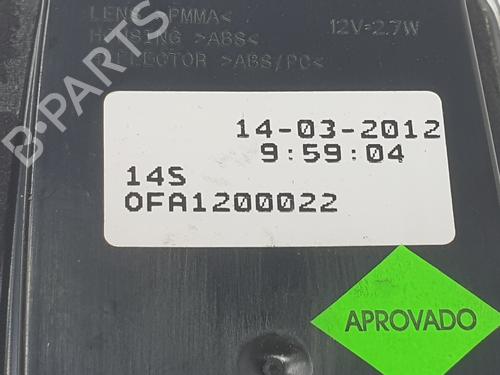 LENS >PMMA<
HOUSING >ABS<
REFLECTOR >ABS/PC<
12V=2.7W
14-03-2012
9:59:04
14S
OFA1200022
APROVADO
B-PARTS